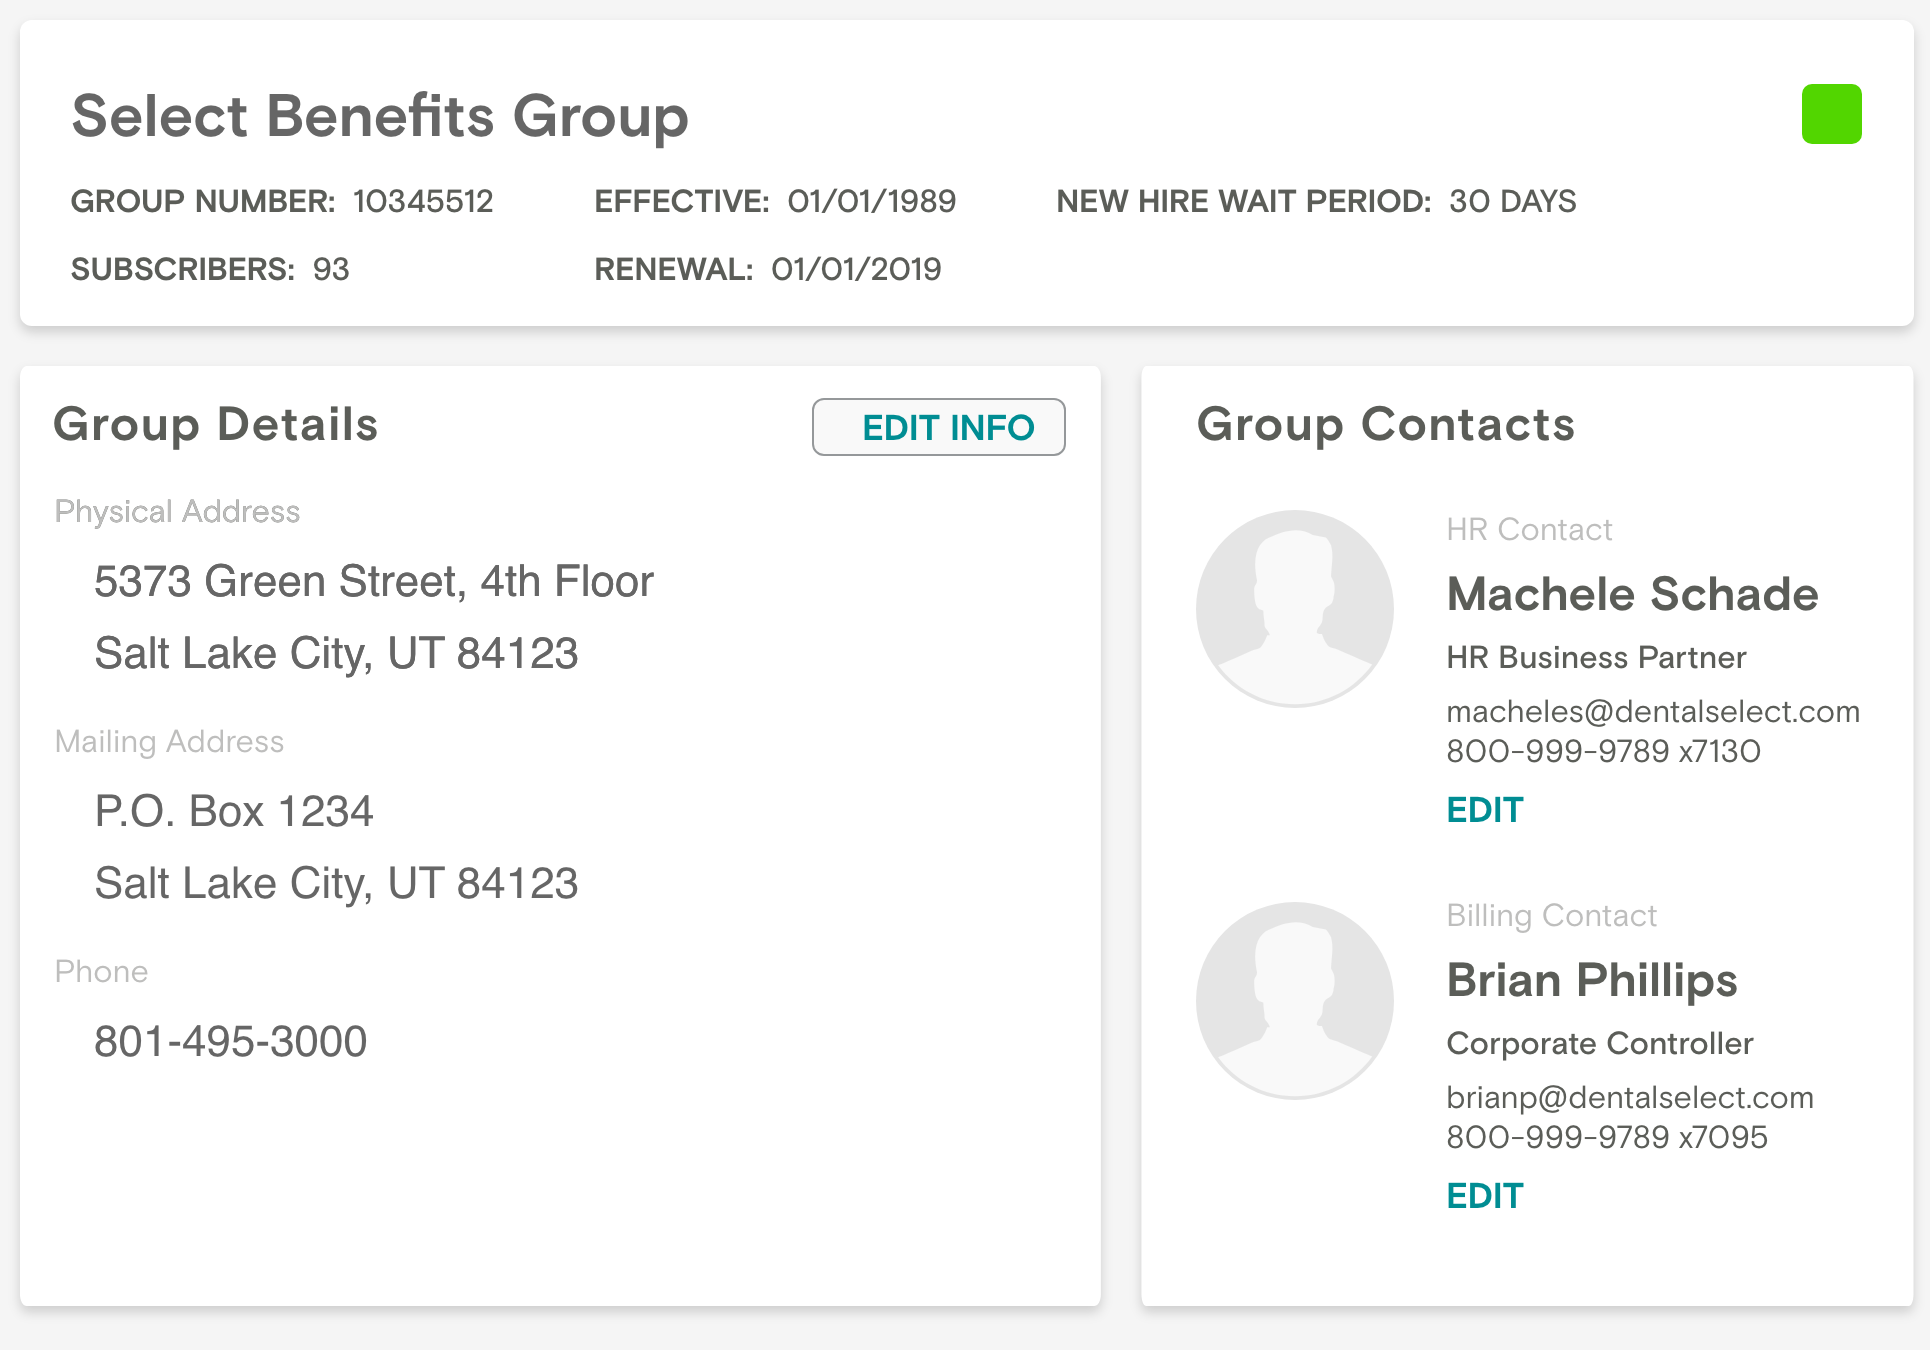 Select Benefits Group
GROUP NUMBER: 10345512 EFFECTIVE: 01/01/1989 NEW HIRE WAIT PERIOD: 30 DAYS
SUBSCRIBERS: 93 RENEWAL: 01/01/2019
Group Details
EDIT INFO
Physical Address
5373 Green Street, 4th Floor
Salt Lake City, UT 84123
Mailing Address
P.O. Box 1234
Salt Lake City, UT 84123
Phone
801-495-3000
Group Contacts
HR Contact
Machele Schade
HR Business Partner
macheles@dentalselect.com
800-999-9789 x7130
EDIT
Billing Contact
Brian Phillips
Corporate Controller
brianp@dentalselect.com
800-999-9789 x7095
EDIT